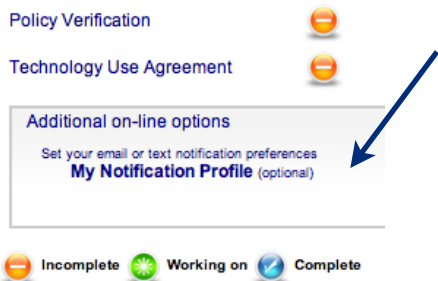 Policy Verification
Technology Use Agreement
Additional on-line options
Set your email or text notification preferences
My Notification Profile (optional)
Incomplete Working on Complete